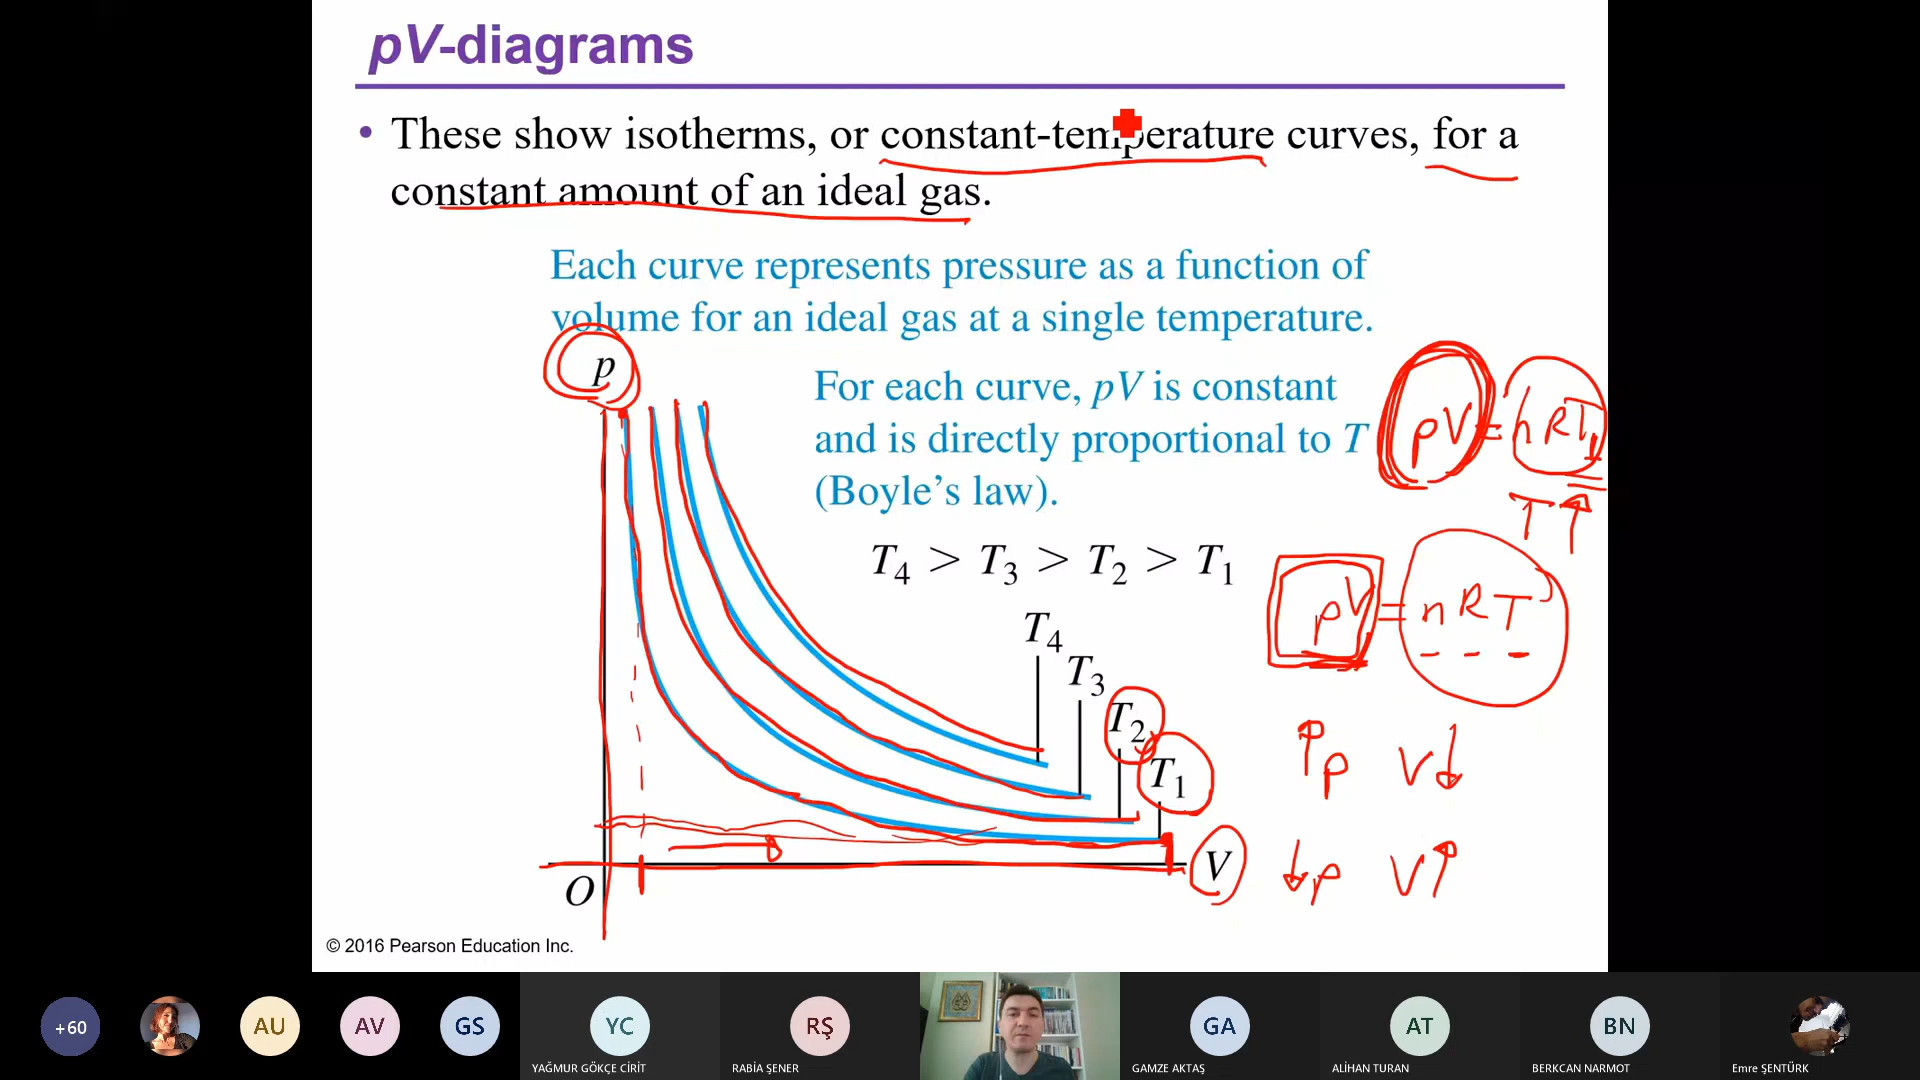 pV-diagrams
• These show isotherms, or constant-temperature curves, for a
constant amount of an ideal gas.
Each curve represents pressure as a function of
volume for an ideal gas at a single temperature.
p
For each curve, pV is constant
and is directly proportional to T
(Boyle's law).
pV = nRT₁
T ↑
T₄ > T₃ > T₂ > T₁
pV = nRT
T₄
T₃
T₂
T₁
↑p V↓
V
↓p V↑
O
© 2016 Pearson Education Inc.
+60
AU
AV
GS
YC
RŞ
GA
AT
BN
YAĞMUR GÖKÇE CİRİT
RABİA ŞENER
GAMZE AKTAŞ
ALİHAN TURAN
BERKCAN NARMOT
Emre ŞENTÜRK